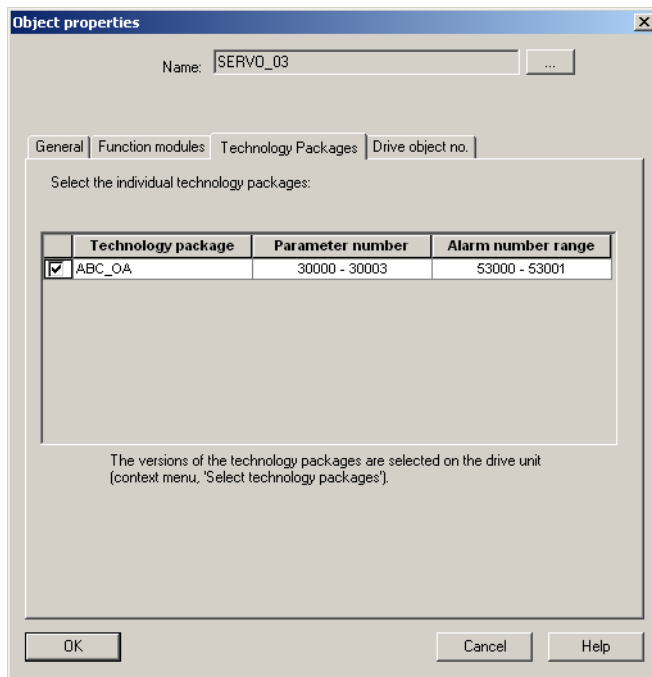 Object properties
Name: SERVO_03 ...
General Function modules Technology Packages Drive object no.
Select the individual technology packages:
Technology package Parameter number Alarm number range
ABC_OA 30000 - 30003 53000 - 53001
The versions of the technology packages are selected on the drive unit
(context menu, 'Select technology packages').
OK Cancel Help